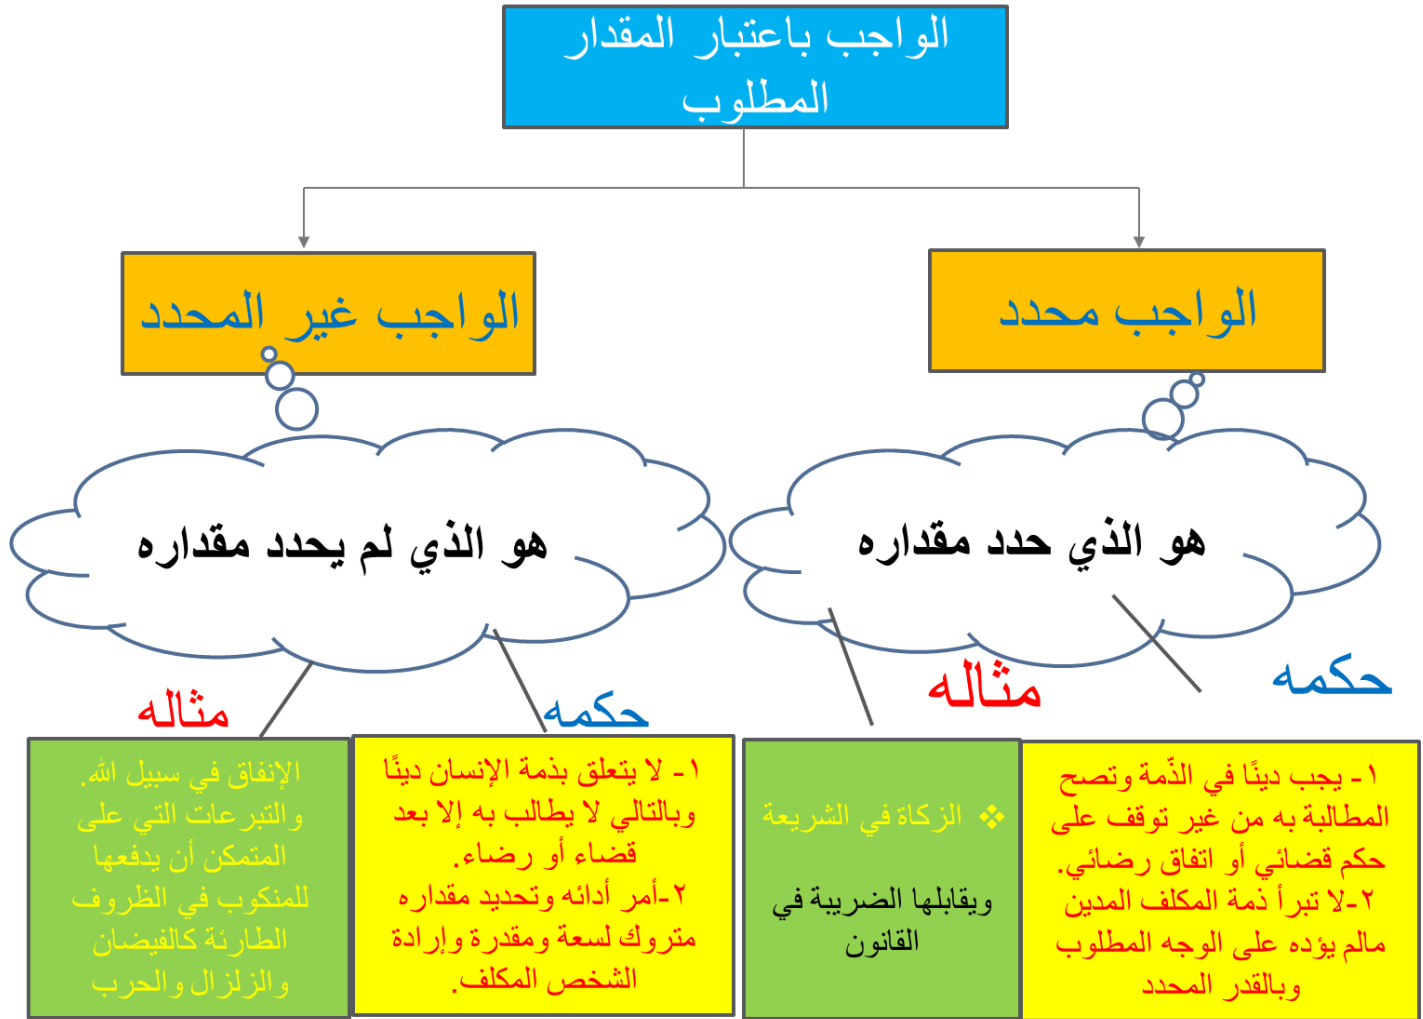 الواجب باعتبار المقدار
المطلوب
الواجب محدد
الواجب غير المحدد
هو الذي حدد مقداره
هو الذي لم يحدد مقداره
حكمه
١- يجب دينًا في الذّمة وتصح
المطالبة به من غير توقف على
حكم قضائي أو اتفاق رضائي.
٢-لا تبرأ ذمة المكلف المدين
مالم يؤده على الوجه المطلوب
وبالقدر المحدد
مثاله
❖ الزكاة في الشريعة
ويقابلها الضريبة في
القانون
حكمه
١- لا يتعلق بذمة الإنسان دينًا
وبالتالي لا يطالب به إلا بعد
قضاء أو رضاء.
٢-أمر أدائه وتحديد مقداره
متروك لسعة ومقدرة وإرادة
الشخص المكلف.
مثاله
الإنفاق في سبيل الله.
والتبرعات التي على
المتمكن أن يدفعها
للمنكوب في الظروف
الطارئة كالفيضان
والزلزال والحرب